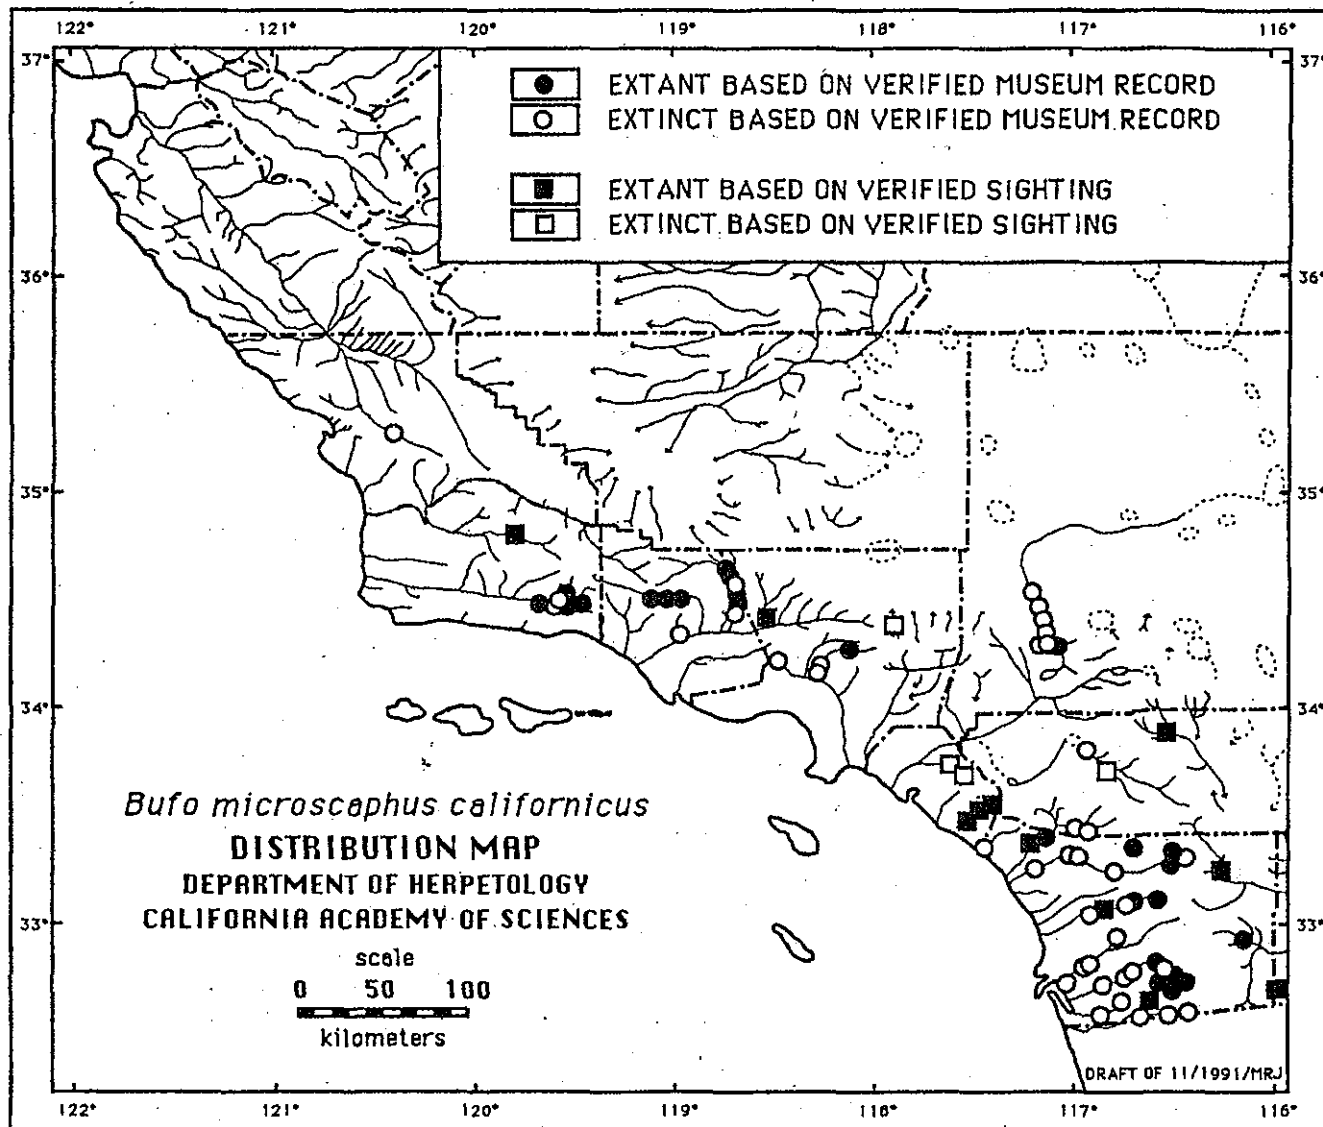 122° 121° 120° 119° 118° 117° 116°
37° 37°
EXTANT BASED ON VERIFIED MUSEUM RECORD
EXTINCT BASED ON VERIFIED MUSEUM RECORD
EXTANT BASED ON VERIFIED SIGHTING
EXTINCT BASED ON VERIFIED SIGHTING
36° 36°
35° 35°
34° 34°
Bufo microscaphus californicus
DISTRIBUTION MAP
DEPARTMENT OF HERPETOLOGY
CALIFORNIA ACADEMY OF SCIENCES
33° 33°
scale
0 50 100
kilometers
DRAFT OF 11/1991/MRJ
122° 121° 120° 119° 118° 117° 116°